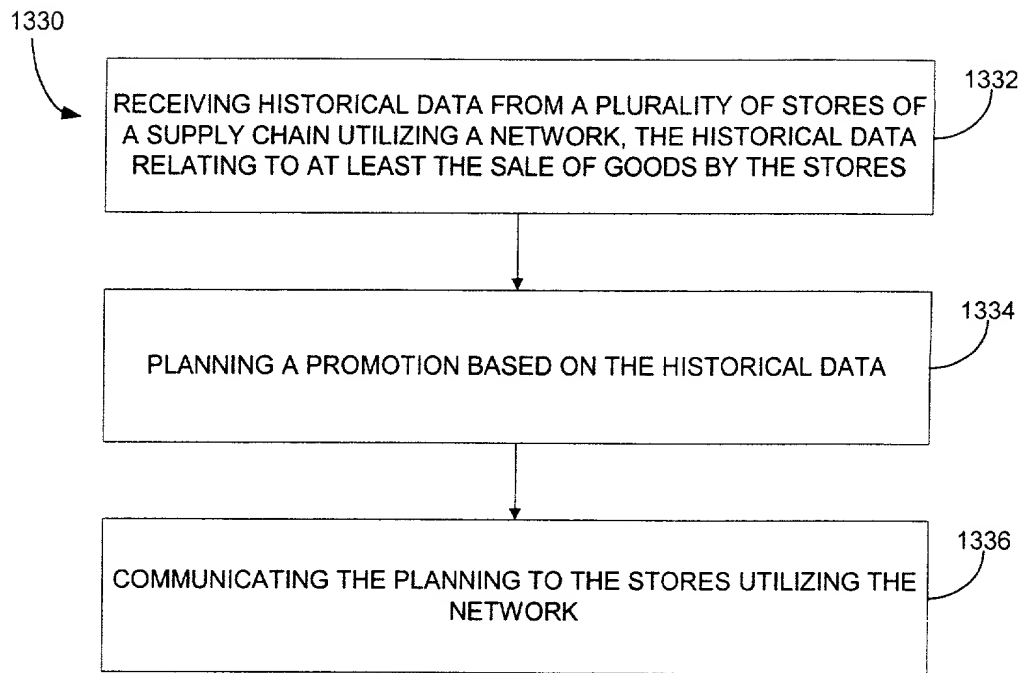 1330
1332
RECEIVING HISTORICAL DATA FROM A PLURALITY OF STORES OF
A SUPPLY CHAIN UTILIZING A NETWORK, THE HISTORICAL DATA
RELATING TO AT LEAST THE SALE OF GOODS BY THE STORES
1334
PLANNING A PROMOTION BASED ON THE HISTORICAL DATA
1336
COMMUNICATING THE PLANNING TO THE STORES UTILIZING THE
NETWORK